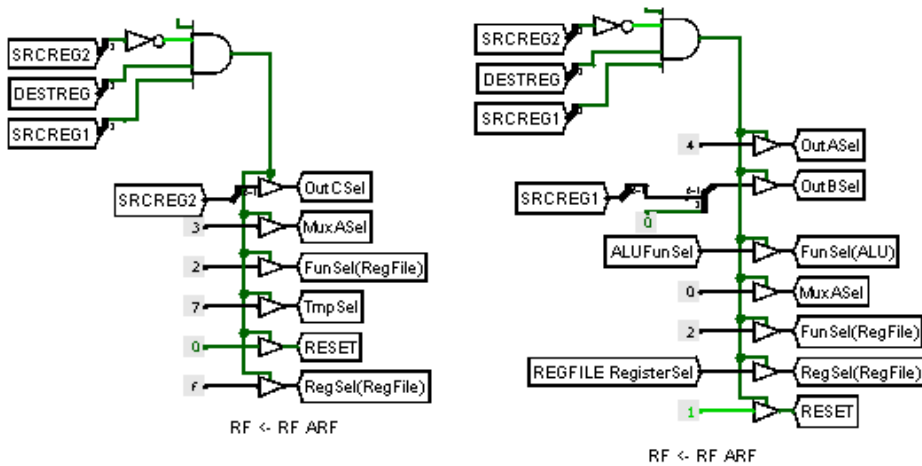 SRCREG2
DESTREG
SRCREG1
SRCREG2
OutCSel
3
MuxASel
2
FunSel(RegFile)
7
TmpSel
0
RESET
f
RegSel(RegFile)
RF <- RF ARF
SRCREG2
DESTREG
SRCREG1
4
OutASel
SRCREG1
0
OutBSel
ALUFunSel
FunSel(ALU)
0
MuxASel
2
FunSel(RegFile)
REGFILE RegisterSel
RegSel(RegFile)
1
RESET
RF <- RF ARF